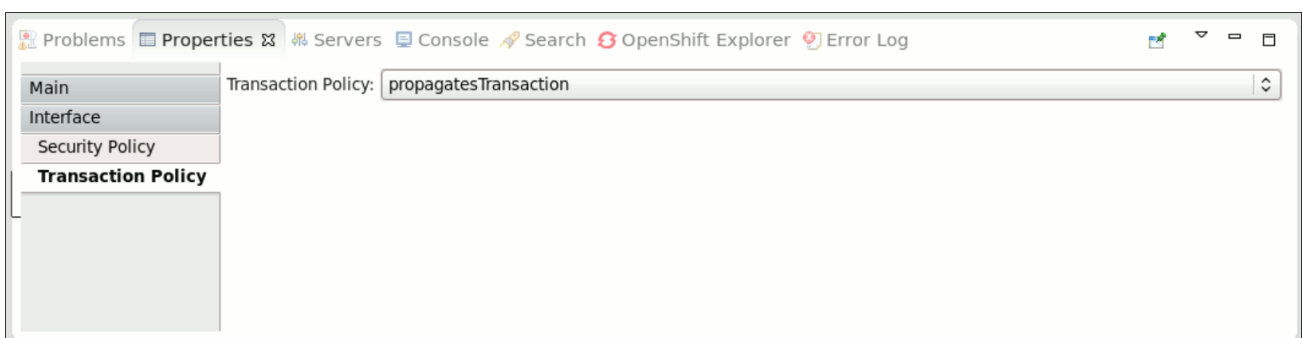 Problems Properties Servers Console Search OpenShift Explorer Error Log
Main
Transaction Policy: propagatesTransaction
Interface
Security Policy
Transaction Policy